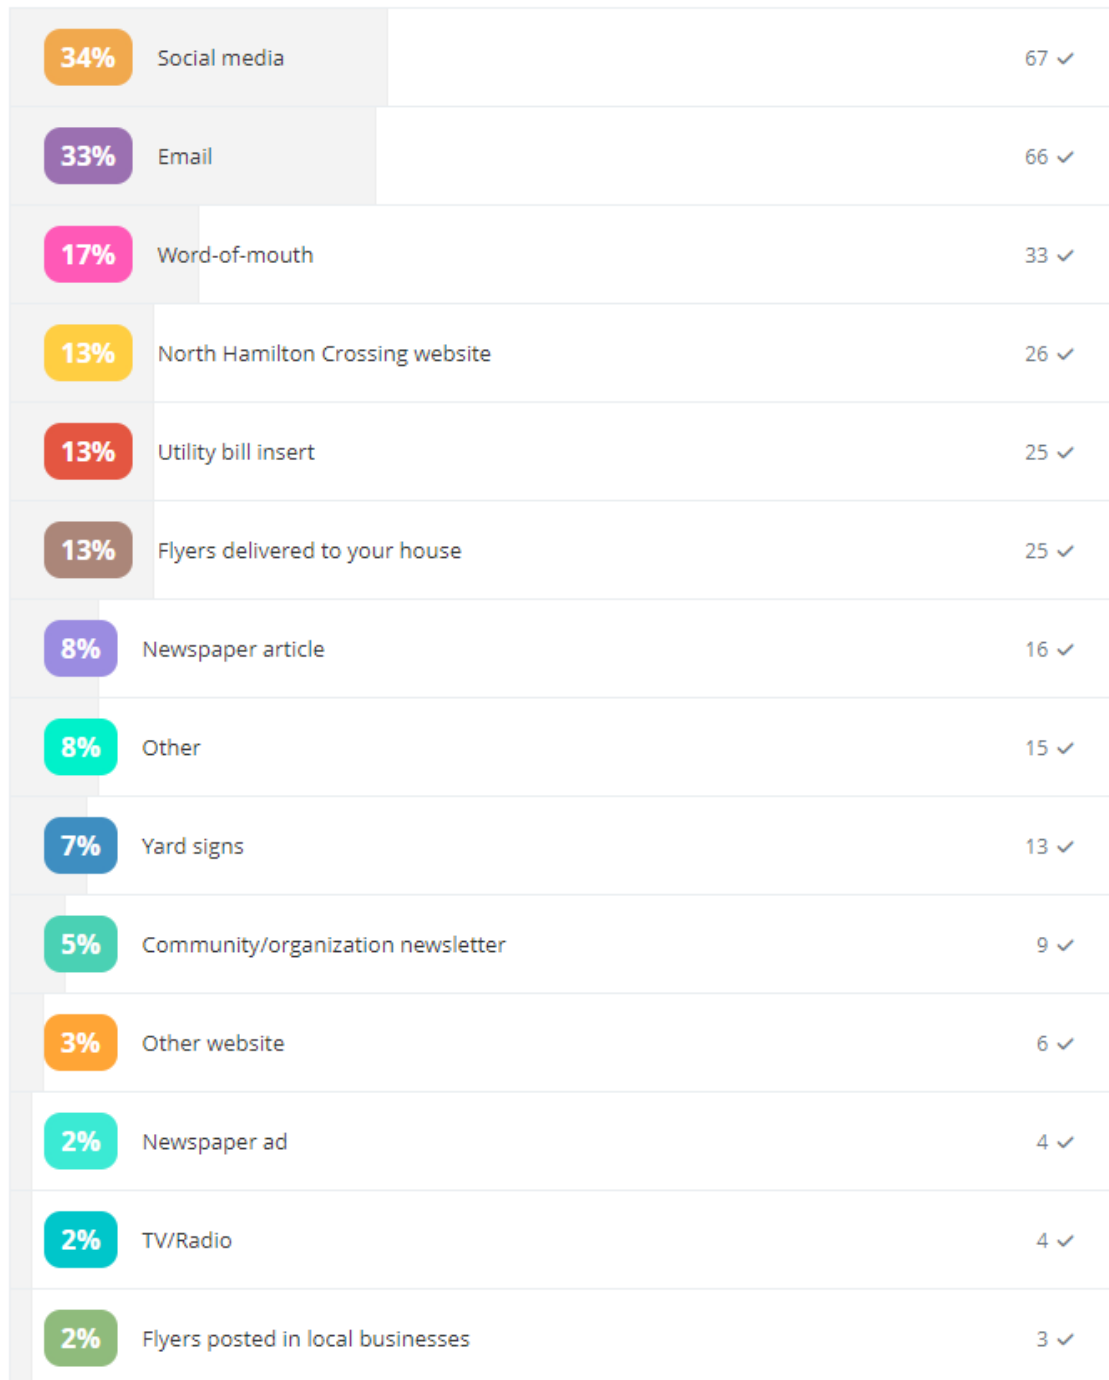 34% Social media 67 ✓
33% Email 66 ✓
17% Word-of-mouth 33 ✓
13% North Hamilton Crossing website 26 ✓
13% Utility bill insert 25 ✓
13% Flyers delivered to your house 25 ✓
8% Newspaper article 16 ✓
8% Other 15 ✓
7% Yard signs 13 ✓
5% Community/organization newsletter 9 ✓
3% Other website 6 ✓
2% Newspaper ad 4 ✓
2% TV/Radio 4 ✓
2% Flyers posted in local businesses 3 ✓